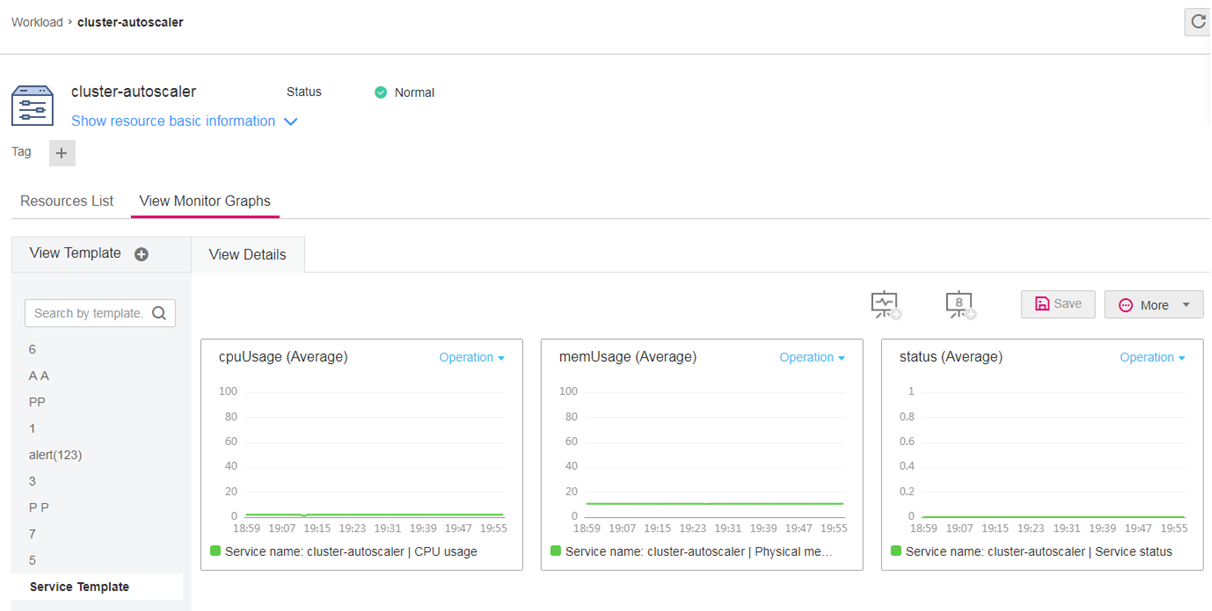 Workload > cluster-autoscaler
cluster-autoscaler Status Normal
Show resource basic information
Tag +
Resources List View Monitor Graphs
View Template View Details
Search by template.
6
A A
PP
1
alert(123)
3
P P
7
5
Service Template
8 Save More
cpuUsage (Average) Operation
100
80
60
40
20
0
18:59 19:07 19:15 19:23 19:31 19:39 19:47 19:55
Service name: cluster-autoscaler | CPU usage
memUsage (Average) Operation
100
80
60
40
20
0
18:59 19:07 19:15 19:23 19:31 19:39 19:47 19:55
Service name: cluster-autoscaler | Physical me...
status (Average) Operation
1
0.8
0.6
0.4
0.2
0
18:59 19:07 19:15 19:23 19:31 19:39 19:47 19:55
Service name: cluster-autoscaler | Service status